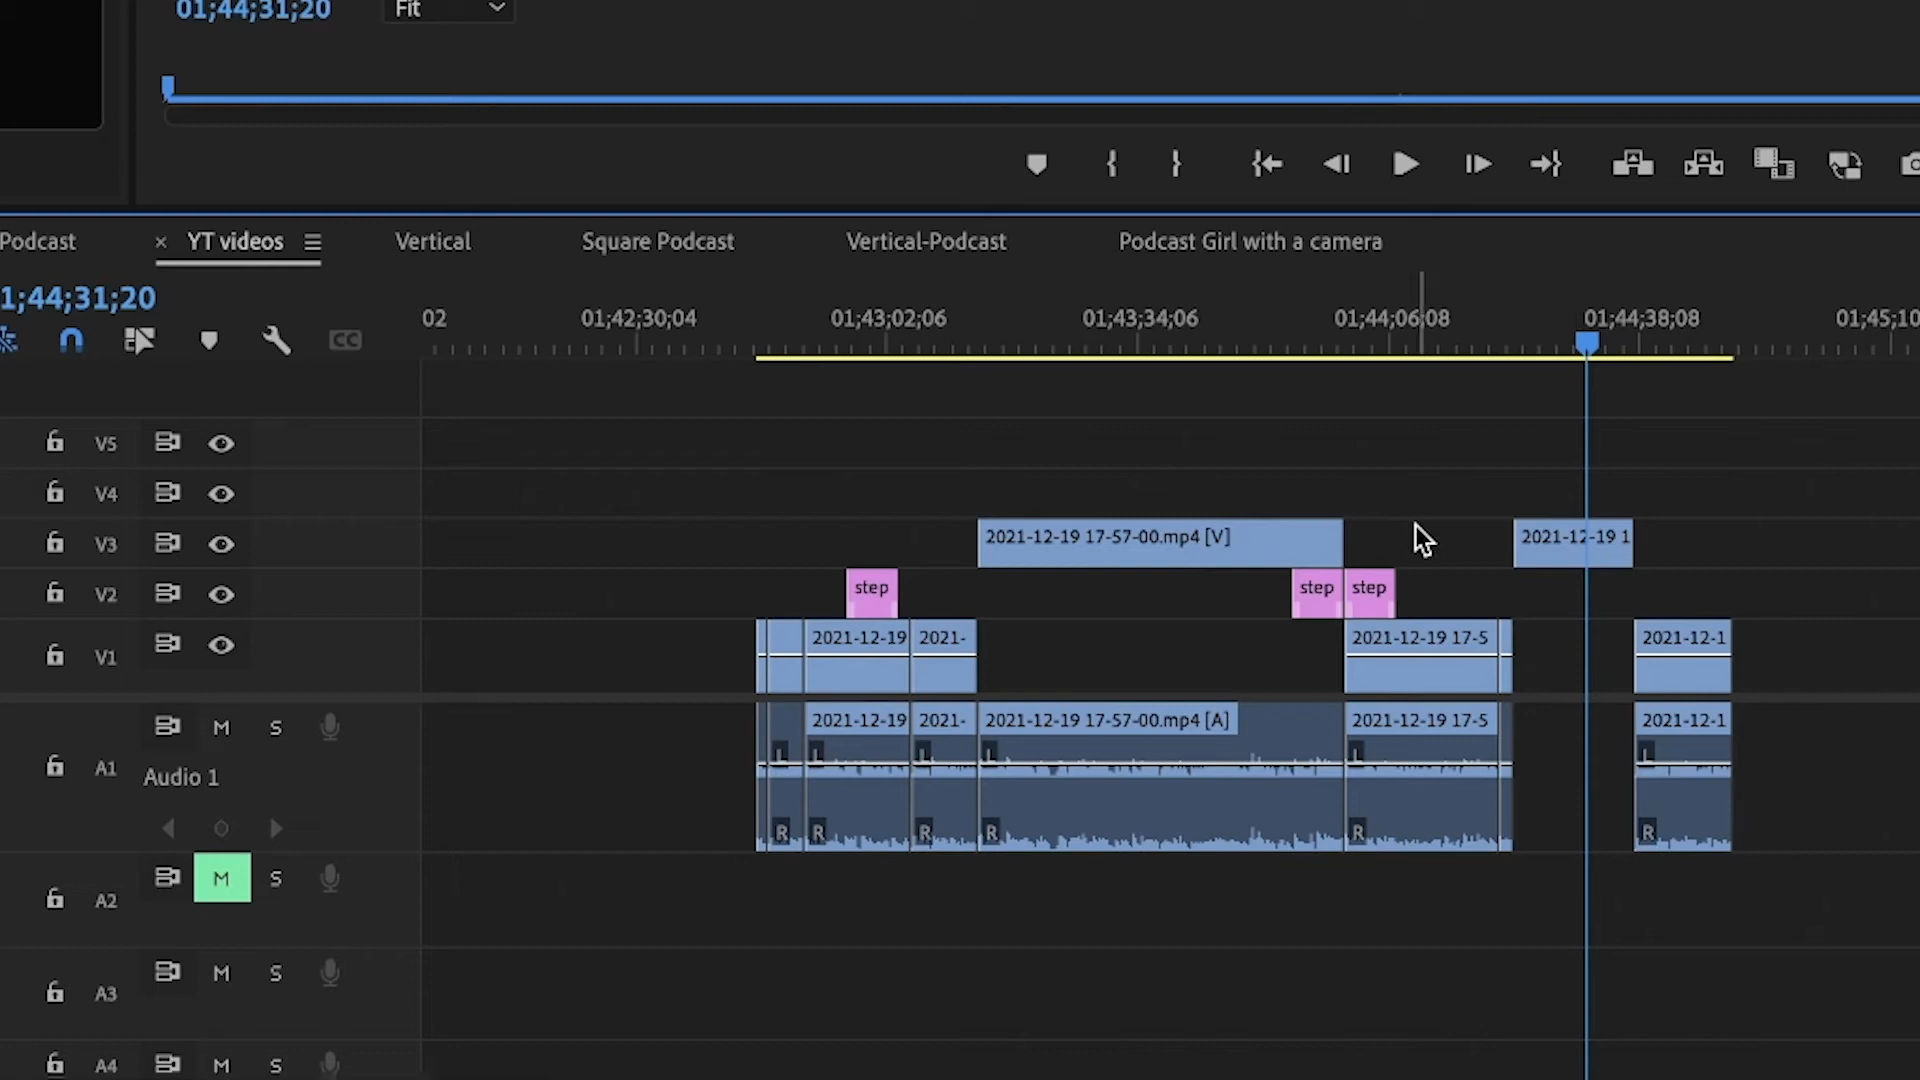 01;44;31;20 Fit
Podcast × YT videos Vertical Square Podcast Vertical-Podcast Podcast Girl with a camera
1;44;31;20
02 01;42;30;04 01;43;02;06 01;43;34;06 01;44;06;08 01;44;38;08 01;45;10
CC
V5
V4
V3 2021-12-19 17-57-00.mp4 [V] 2021-12-19 1
V2 step step step
V1 2021-12-19 2021- 2021-12-19 17-5 2021-12-1
M S 2021-12-19 2021- 2021-12-19 17-57-00.mp4 [A] 2021-12-19 17-5 2021-12-1
L L L L L L
A1 Audio 1
R R R R R R
M S
A2
M S
A3
A4 M S